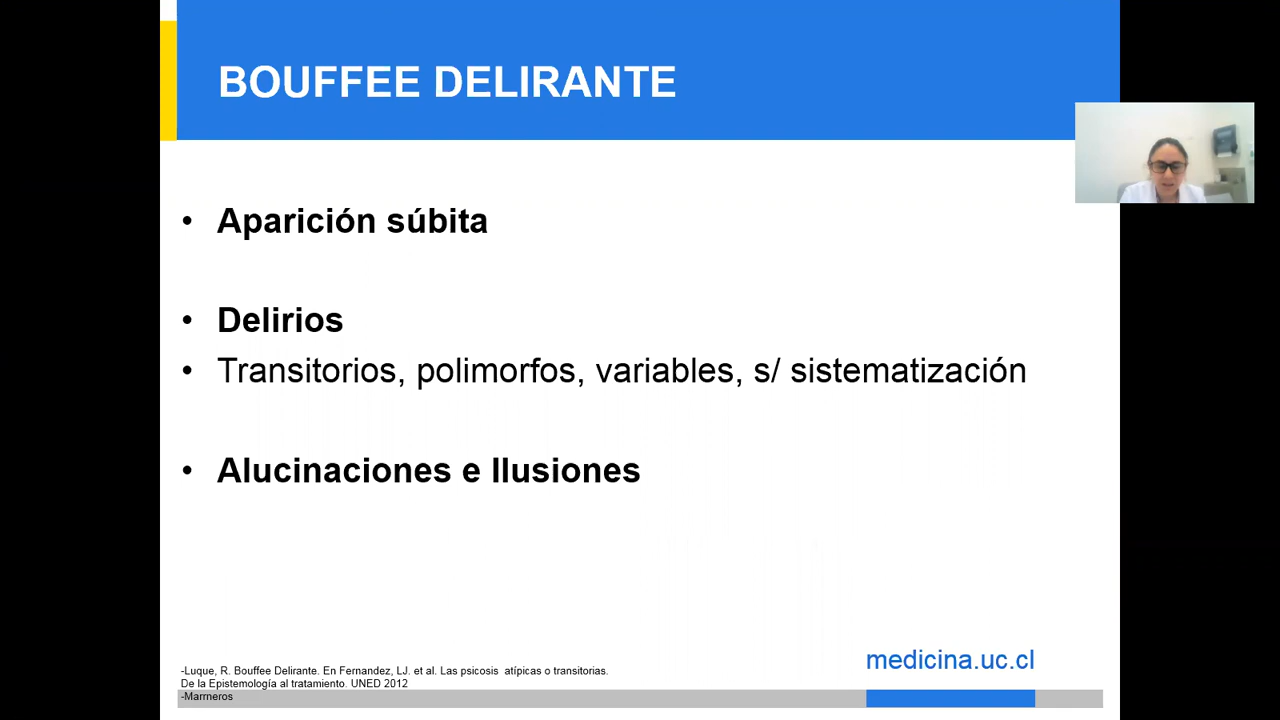 BOUFFEE DELIRANTE
• Aparición súbita
• Delirios
• Transitorios, polimorfos, variables, s/ sistematización
• Alucinaciones e Ilusiones
medicina.uc.cl
-Luque, R. Bouffee Delirante. En Fernandez, LJ. et al. Las psicosis atípicas o transitorias.
De la Epistemología al tratamiento. UNED 2012
-Marrneros